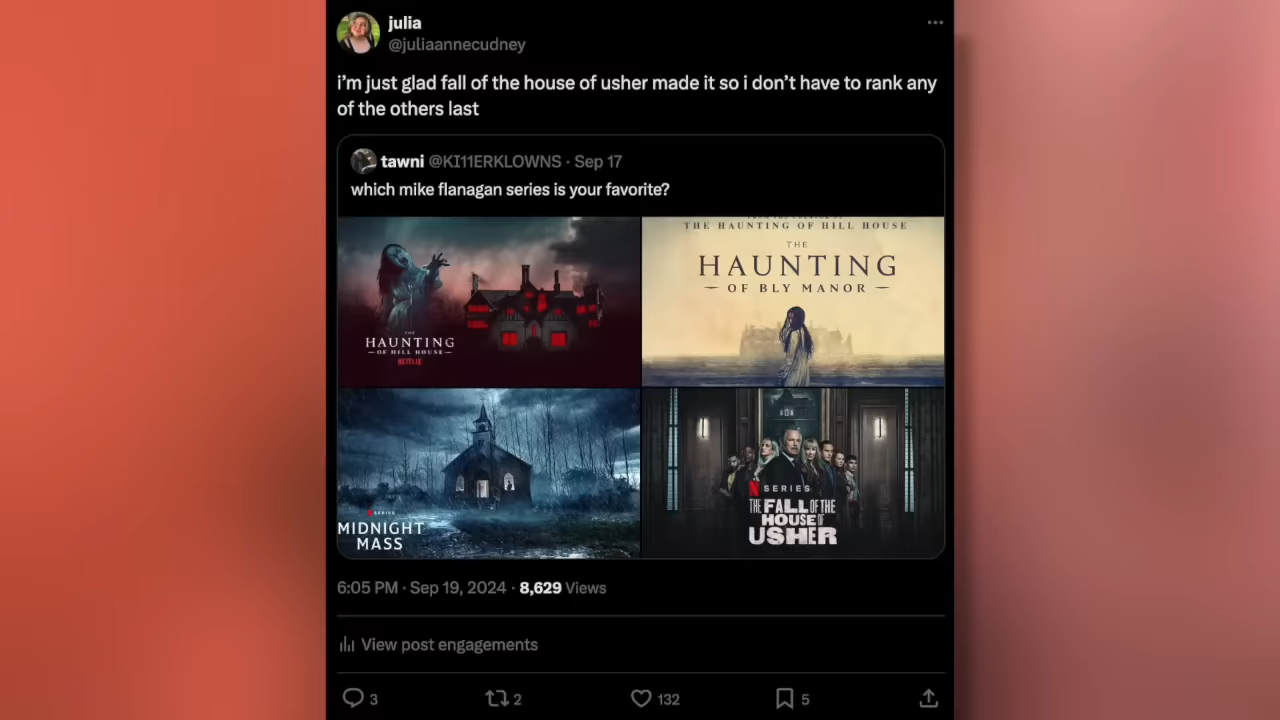 julia
@juliaannecudney
i’m just glad fall of the house of usher made it so i don’t have to rank any
of the others last
tawni @KI11ERKLOWNS · Sep 17
which mike flanagan series is your favorite?
THE
HAUNTING
OF HILL HOUSE
NETFLIX
THE HAUNTING OF HILL HOUSE
THE
HAUNTING
OF BLY MANOR
SERIES
MIDNIGHT
MASS
N SERIES
THE FALL OF THE
HOUSE OF
USHER
6:05 PM · Sep 19, 2024 · 8,629 Views
View post engagements
3
2
132
5